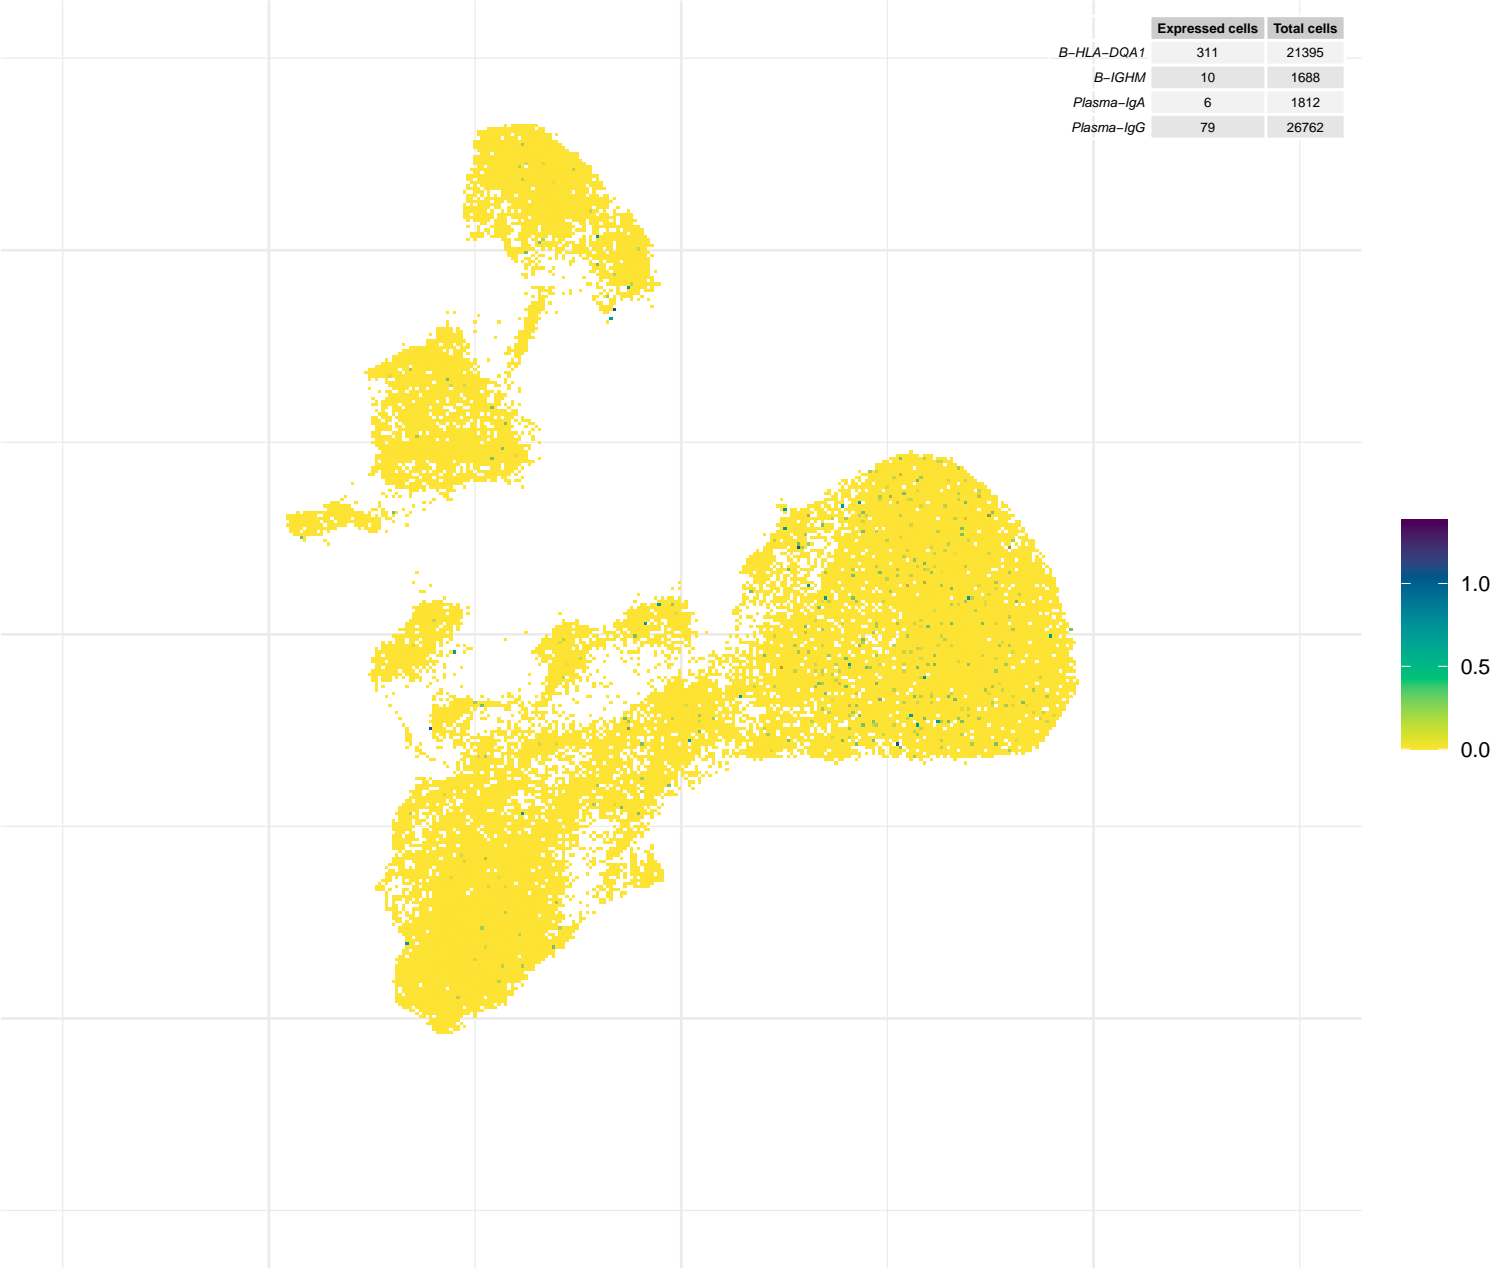 Expressed cells Total cells
B−HLA−DQA1 311 21395
B−IGHM 10 1688
Plasma−IgA 6 1812
Plasma−IgG 79 26762
1.0
0.5
0.0